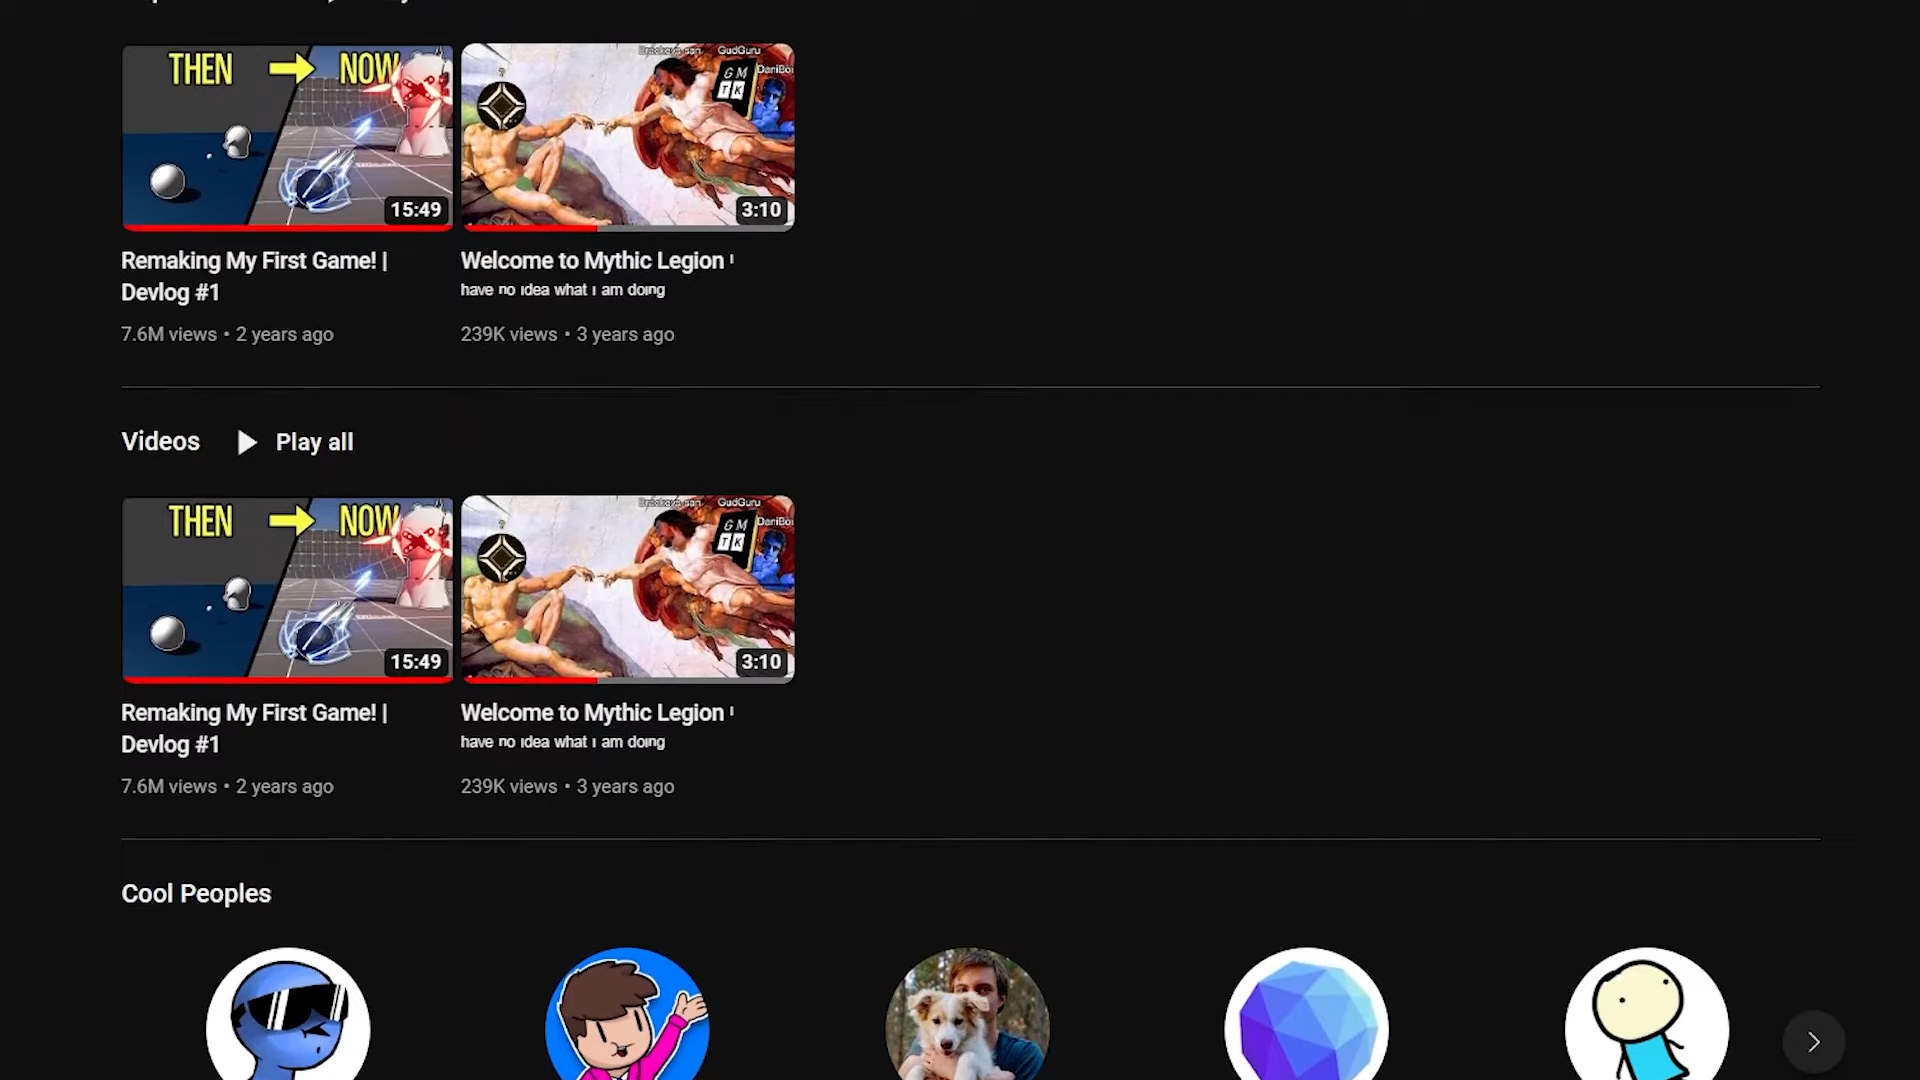 THEN NOW
15:49
GudGuru
DaniBoi
?
GM
TK
3:10
Remaking My First Game! |
Devlog #1
7.6M views • 2 years ago
Welcome to Mythic Legion ᴵ
have no idea what i am doing
239K views • 3 years ago
Videos Play all
THEN NOW
15:49
GudGuru
DaniBoi
?
GM
TK
3:10
Remaking My First Game! |
Devlog #1
7.6M views • 2 years ago
Welcome to Mythic Legion ᴵ
have no idea what i am doing
239K views • 3 years ago
Cool Peoples